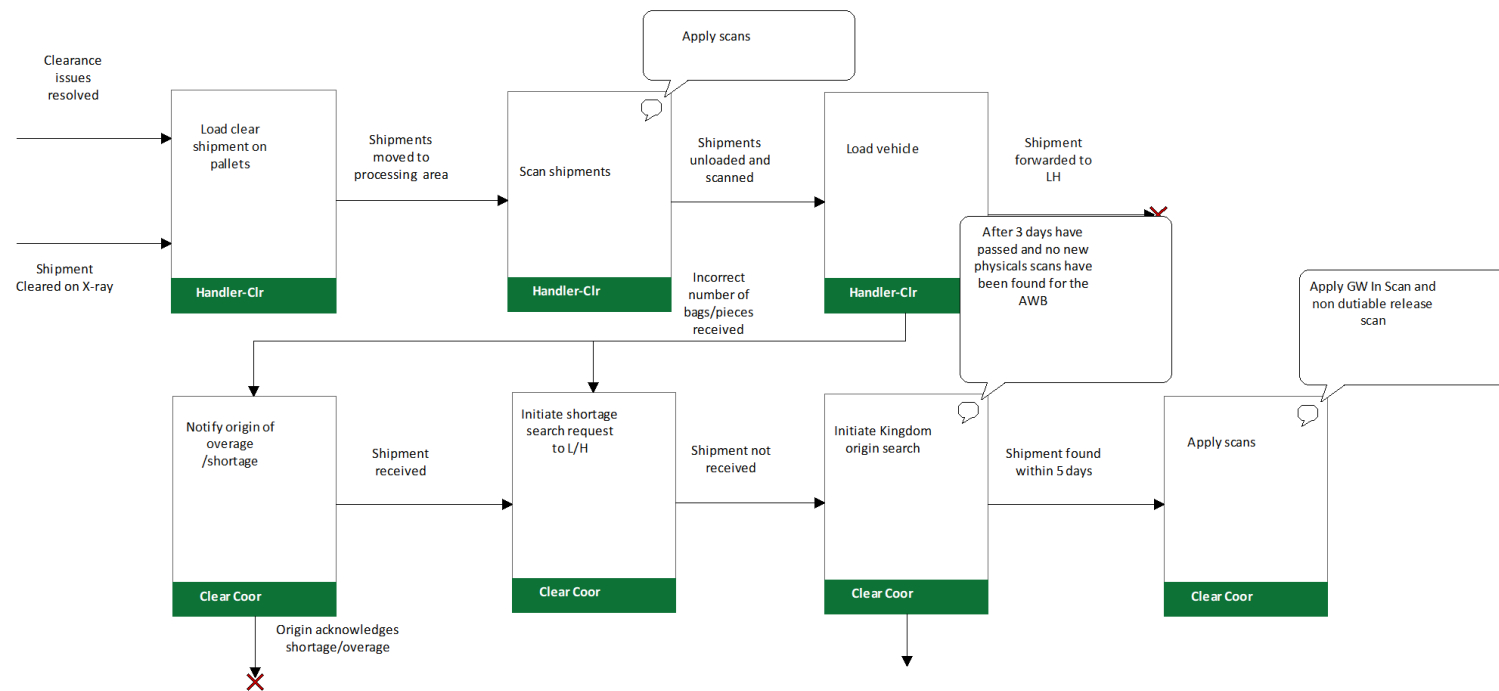 Apply scans
Clearance
issues
resolved
Load clear
shipment on
pallets
Shipments
moved to
processing area
Scan shipments
Shipments
unloaded and
scanned
Load vehicle
Shipment
forwarded to
LH
Shipment
Cleared on X-ray
Handler-Clr
Handler-Clr
Handler-Clr
Incorrect
number of
bags/pieces
received
After 3 days have
passed and no new
physicals scans have
been found for the
AWB
Apply GW In Scan and
non dutiable release
scan
Notify origin of
overage
/shortage
Shipment
received
Initiate shortage
search request
to L/H
Shipment not
received
Initiate Kingdom
origin search
Shipment found
within 5 days
Apply scans
Clear Coor
Clear Coor
Clear Coor
Clear Coor
Origin acknowledges
shortage/overage